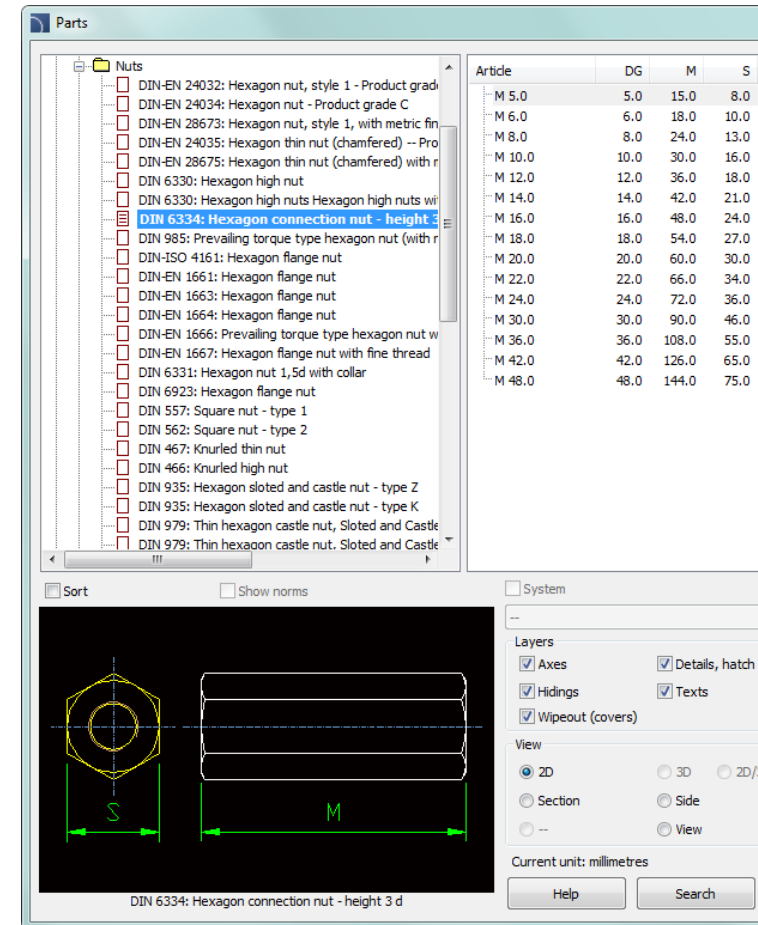 Parts
Nuts
DIN-EN 24032: Hexagon nut, style 1 - Product grad
DIN-EN 24034: Hexagon nut - Product grade C
DIN-EN 28673: Hexagon nut, style 1, with metric fin
DIN-EN 24035: Hexagon thin nut (chamfered) -- Pro
DIN-EN 28675: Hexagon thin nut (chamfered) with r
DIN 6330: Hexagon high nut
DIN 6330: Hexagon high nuts Hexagon high nuts wi
DIN 6334: Hexagon connection nut - height 3
DIN 985: Prevailing torque type hexagon nut (with r
DIN-ISO 4161: Hexagon flange nut
DIN-EN 1661: Hexagon flange nut
DIN-EN 1663: Hexagon flange nut
DIN-EN 1664: Hexagon flange nut
DIN-EN 1666: Prevailing torque type hexagon nut w
DIN-EN 1667: Hexagon flange nut with fine thread
DIN 6331: Hexagon nut 1,5d with collar
DIN 6923: Hexagon flange nut
DIN 557: Square nut - type 1
DIN 562: Square nut - type 2
DIN 467: Knurled thin nut
DIN 466: Knurled high nut
DIN 935: Hexagon sloted and castle nut - type Z
DIN 935: Hexagon sloted and castle nut - type K
DIN 979: Thin hexagon castle nut, Sloted and Castle
DIN 979: Thin hexagon castle nut, Sloted and Castle
Article DG M S
M 5.0 5.0 15.0 8.0
M 6.0 6.0 18.0 10.0
M 8.0 8.0 24.0 13.0
M 10.0 10.0 30.0 16.0
M 12.0 12.0 36.0 18.0
M 14.0 14.0 42.0 21.0
M 16.0 16.0 48.0 24.0
M 18.0 18.0 54.0 27.0
M 20.0 20.0 60.0 30.0
M 22.0 22.0 66.0 34.0
M 24.0 24.0 72.0 36.0
M 30.0 30.0 90.0 46.0
M 36.0 36.0 108.0 55.0
M 42.0 42.0 126.0 65.0
M 48.0 48.0 144.0 75.0
Sort Show norms
S M
DIN 6334: Hexagon connection nut - height 3 d
System
--
Layers
Axes Details, hatch
Hidings Texts
Wipeout (covers)
View
2D 3D 2D/
Section Side
-- View
Current unit: millimetres
Help Search